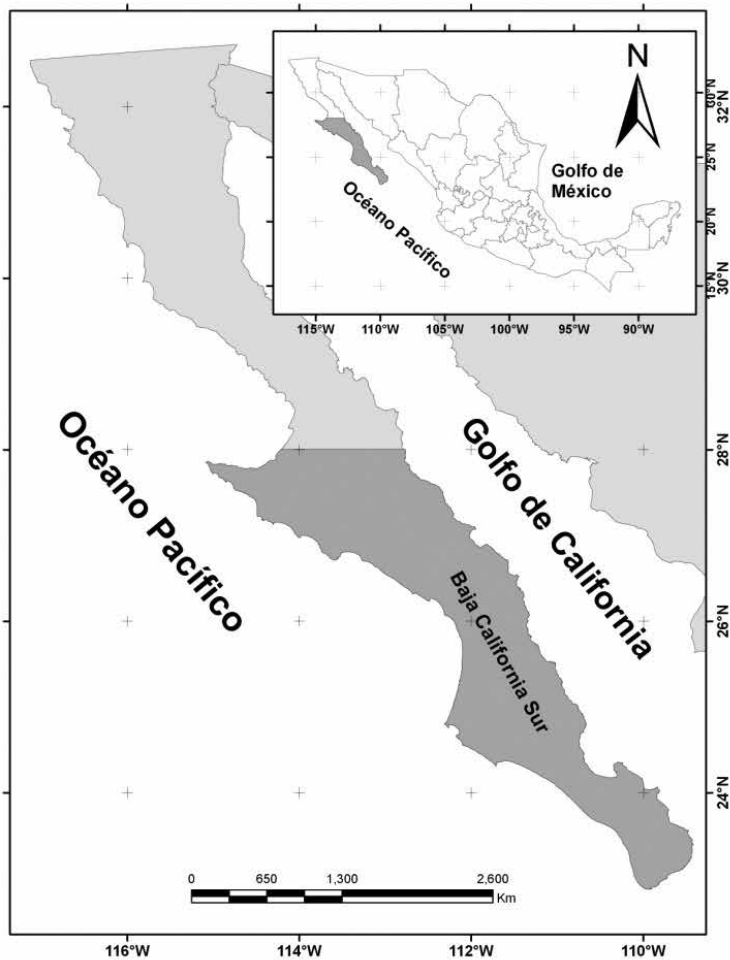 N
Golfo de
México
Océano Pacífico
30°N
25°N
20°N
15°N
115°W 110°W 105°W 100°W 95°W 90°W
32°N
30°N
28°N
26°N
24°N
Océano Pacífico
Golfo de California
Baja California Sur
0 650 1,300 2,600
Km
116°W 114°W 112°W 110°W